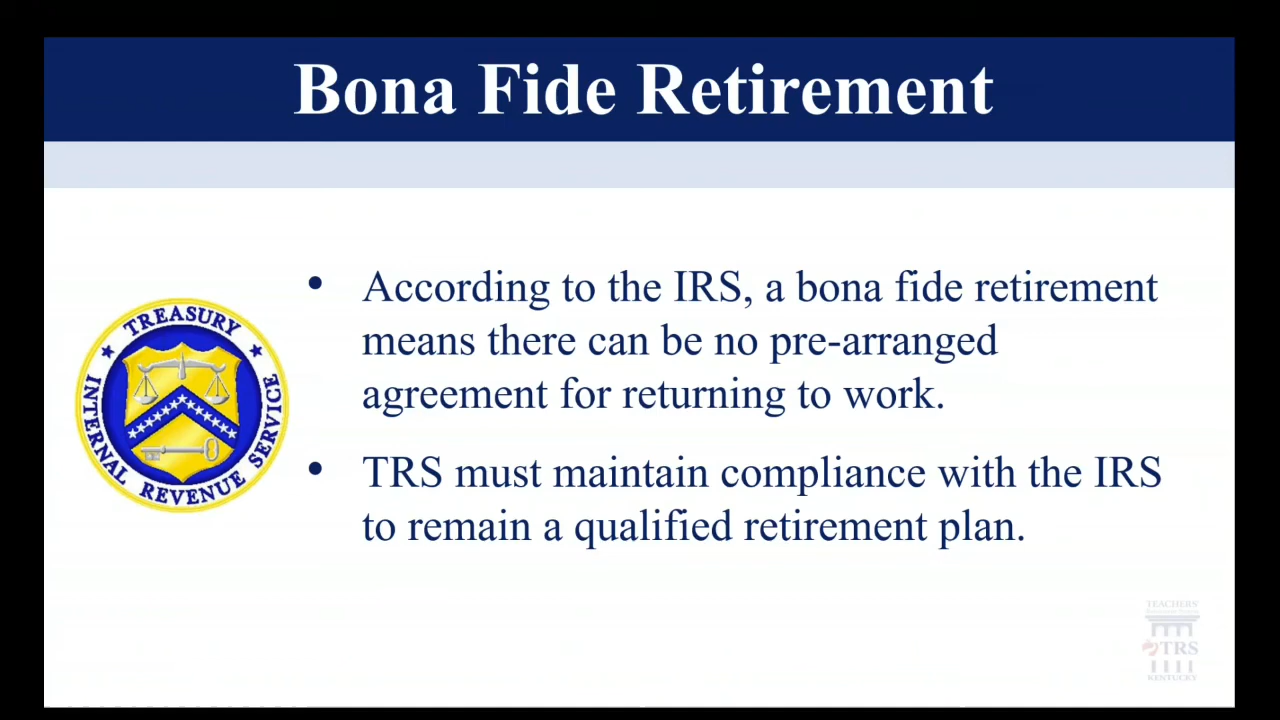 Bona Fide Retirement
• According to the IRS, a bona fide retirement
means there can be no pre-arranged
agreement for returning to work.
• TRS must maintain compliance with the IRS
to remain a qualified retirement plan.
TREASURY
INTERNAL REVENUE SERVICE
TEACHERS'
TRS
KENTUCKY